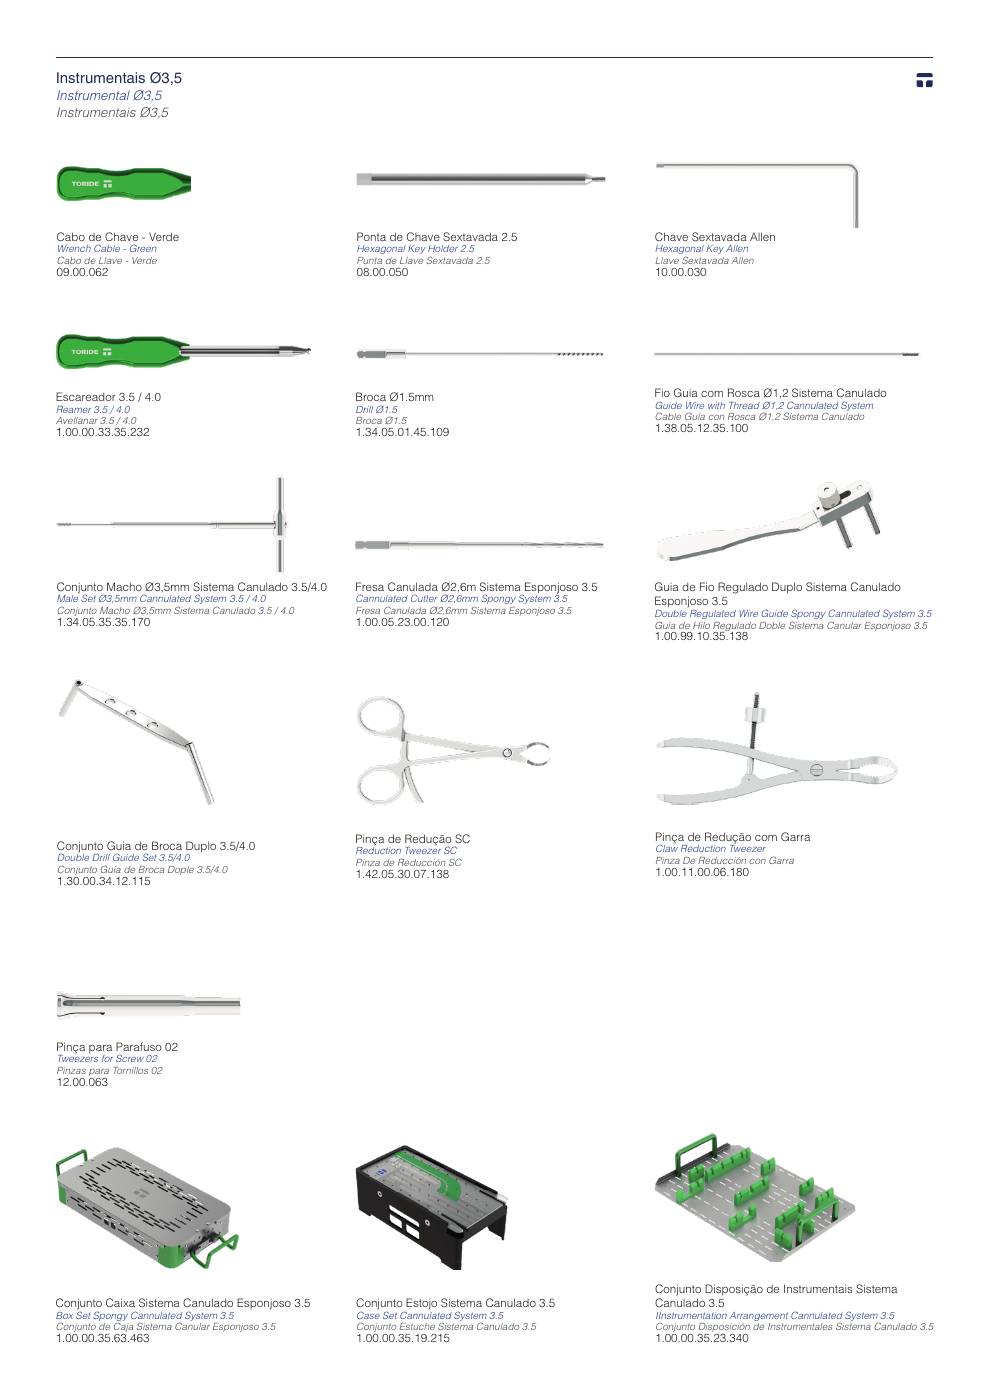 Instrumentais Ø3,5
Instrumental Ø3,5
Instrumentais Ø3,5
TORIDE
Cabo de Chave - Verde
Wrench Cable - Green
Cabo de Llave - Verde
09.00.062
Ponta de Chave Sextavada 2.5
Hexagonal Key Holder 2.5
Punta de Llave Sextavada 2.5
08.00.050
Chave Sextavada Allen
Hexagonal Key Allen
Llave Sextavada Allen
10.00.030
TORIDE
Escareador 3.5 / 4.0
Reamer 3.5 / 4.0
Avellanar 3.5 / 4.0
1.00.00.33.35.232
Broca Ø1.5mm
Drill Ø1.5
Broca Ø1.5
1.34.05.01.45.109
Fio Guia com Rosca Ø1,2 Sistema Canulado
Guide Wire with Thread Ø1,2 Cannulated System
Cable Guía con Rosca Ø1,2 Sistema Canulado
1.38.05.12.35.100
Conjunto Macho Ø3,5mm Sistema Canulado 3.5/4.0
Male Set Ø3,5mm Cannulated System 3.5 / 4.0
Conjunto Macho Ø3,5mm Sistema Canulado 3.5 / 4.0
1.34.05.35.35.170
Fresa Canulada Ø2,6m Sistema Esponjoso 3.5
Cannulated Cutter Ø2,6mm Spongy System 3.5
Fresa Canulada Ø2,6mm Sistema Esponjoso 3.5
1.00.05.23.00.120
Guia de Fio Regulado Duplo Sistema Canulado
Esponjoso 3.5
Double Regulated Wire Guide Spongy Cannulated System 3.5
Guía de Hilo Regulado Doble Sistema Canular Esponjoso 3.5
1.00.99.10.35.138
Conjunto Guia de Broca Duplo 3.5/4.0
Double Drill Guide Set 3.5/4.0
Conjunto Guia de Broca Dople 3.5/4.0
1.30.00.34.12.115
Pinça de Redução SC
Reduction Tweezer SC
Pinza de Reducción SC
1.42.05.30.07.138
Pinça de Redução com Garra
Claw Reduction Tweezer
Pinza De Reducción con Garra
1.00.11.00.06.180
Pinça para Parafuso 02
Tweezers for Screw 02
Pinzas para Tornillos 02
12.00.063
Conjunto Caixa Sistema Canulado Esponjoso 3.5
Box Set Spongy Cannulated System 3.5
Conjunto de Caja Sistema Canular Esponjoso 3.5
1.00.00.35.63.463
Conjunto Estojo Sistema Canulado 3.5
Case Set Cannulated System 3.5
Conjunto Estuche Sistema Canulado 3.5
1.00.00.35.19.215
Conjunto Disposição de Instrumentais Sistema
Canulado 3.5
IInstrumentation Arrangement Cannulated System 3.5
Conjunto Disposición de Instrumentales Sistema Canulado 3.5
1.00.00.35.23.340